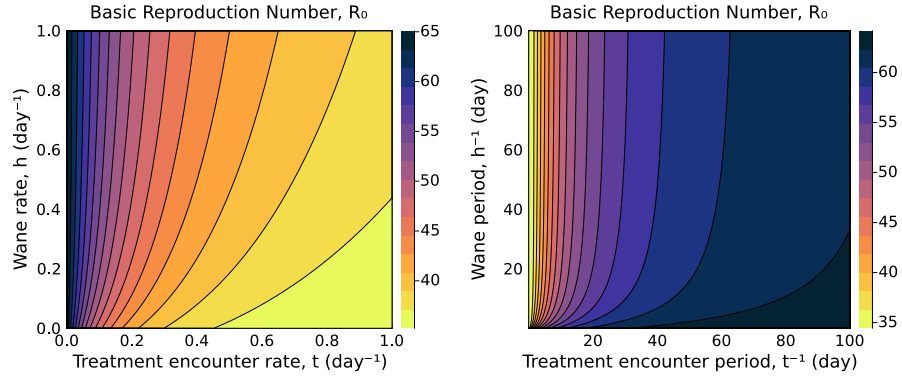 Basic Reproduction Number, R₀
Wane rate, h (day⁻¹)
1.0
0.8
0.6
0.4
0.2
0.0
0.0 0.2 0.4 0.6 0.8 1.0
Treatment encounter rate, t (day⁻¹)
65
60
55
50
45
40
Basic Reproduction Number, R₀
Wane period, h⁻¹ (day)
100
80
60
40
20
20 40 60 80 100
Treatment encounter period, t⁻¹ (day)
60
55
50
45
40
35